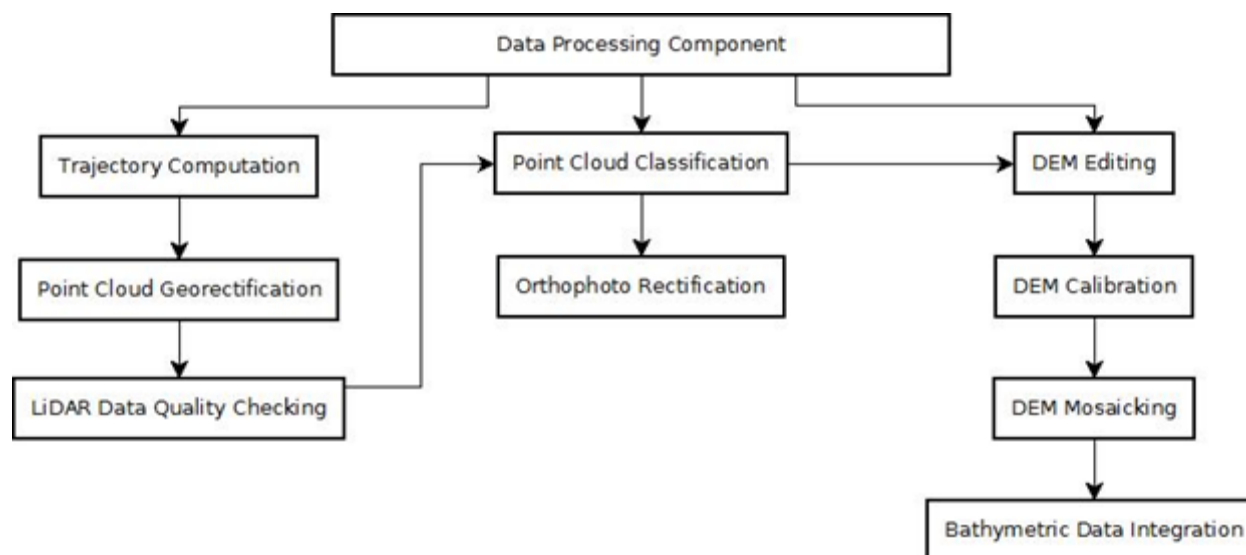 Data Processing Component
Trajectory Computation
Point Cloud Classification
DEM Editing
Point Cloud Georectification
Orthophoto Rectification
DEM Calibration
LiDAR Data Quality Checking
DEM Mosaicking
Bathymetric Data Integration